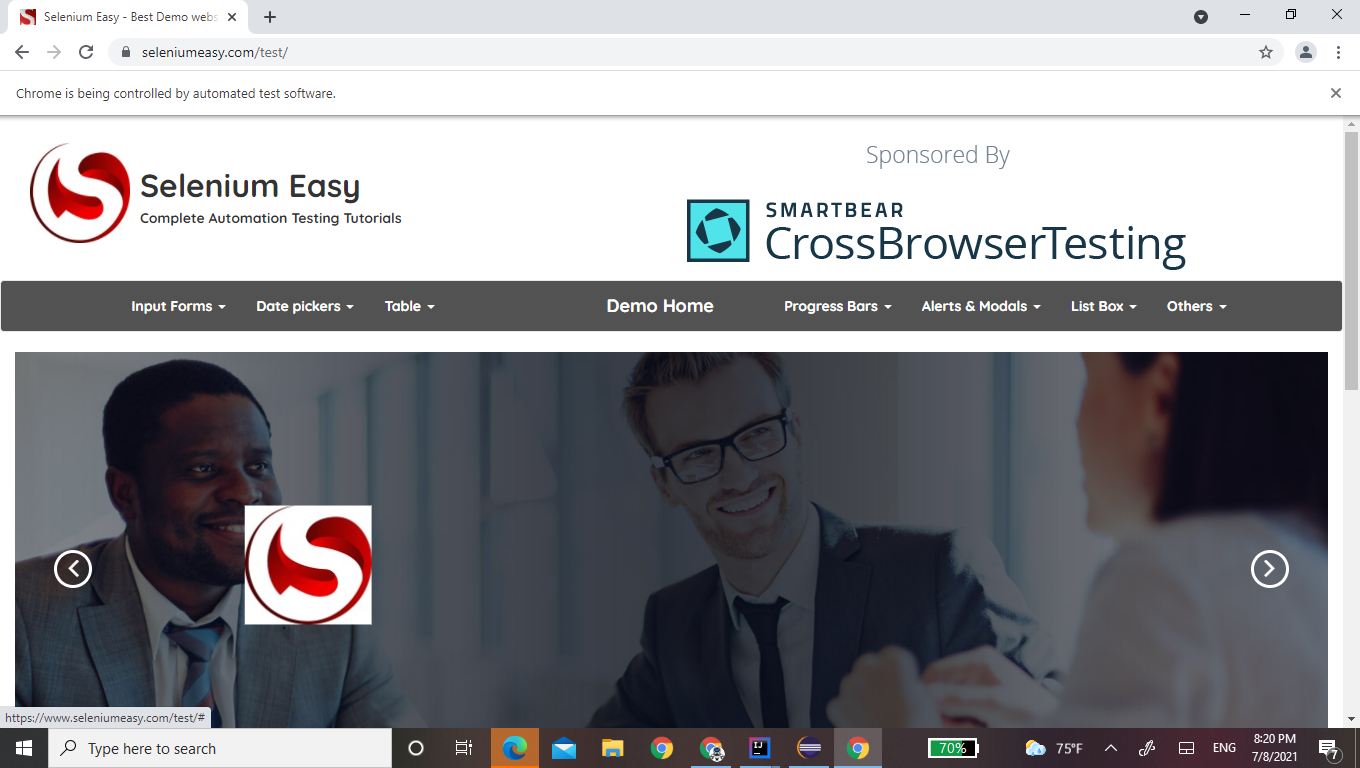 Selenium Easy - Best Demo webs
seleniumeasy.com/test/
Chrome is being controlled by automated test software.
Selenium Easy
Complete Automation Testing Tutorials
Sponsored By
SMARTBEAR
CrossBrowserTesting
Input Forms
Date pickers
Table
Demo Home
Progress Bars
Alerts & Modals
List Box
Others
https://www.seleniumeasy.com/test/#
Type here to search
IJ
70%
75°F
ENG
8:20 PM
7/8/2021
7